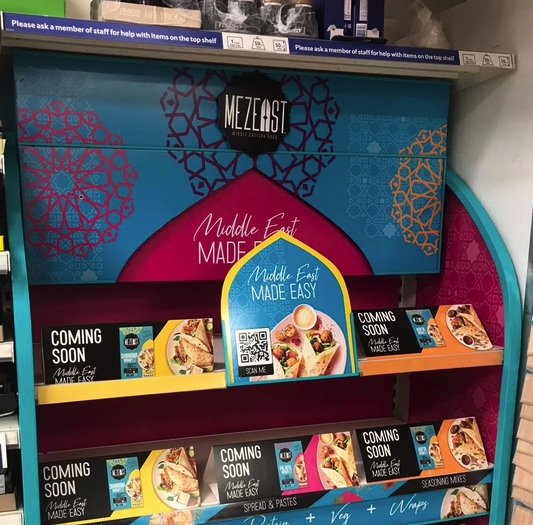 Please ask a member of staff for help with items on the top shelf
Please ask a member of staff for help with items on the top shelf
MEZEAST
MIDDLE EASTERN FOOD
Middle East
MADE
Middle East
MADE EASY
SCAN ME
COMING
SOON
Middle East
MADE EASY
COMING
SOON
Middle East
MADE EASY
COMING
SOON
Middle East
MADE EASY
COMING
SOON
Middle East
MADE EASY
COMING
SOON
Middle East
MADE EASY
SPREAD & PASTES
SEASONING MIXES
Protein + Veg + Wraps